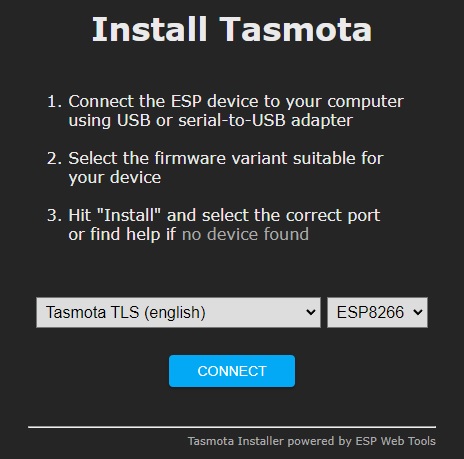 Install Tasmota
1. Connect the ESP device to your computer
using USB or serial-to-USB adapter
2. Select the firmware variant suitable for
your device
3. Hit "Install" and select the correct port
or find help if no device found
Tasmota TLS (english) ESP8266
CONNECT
Tasmota Installer powered by ESP Web Tools